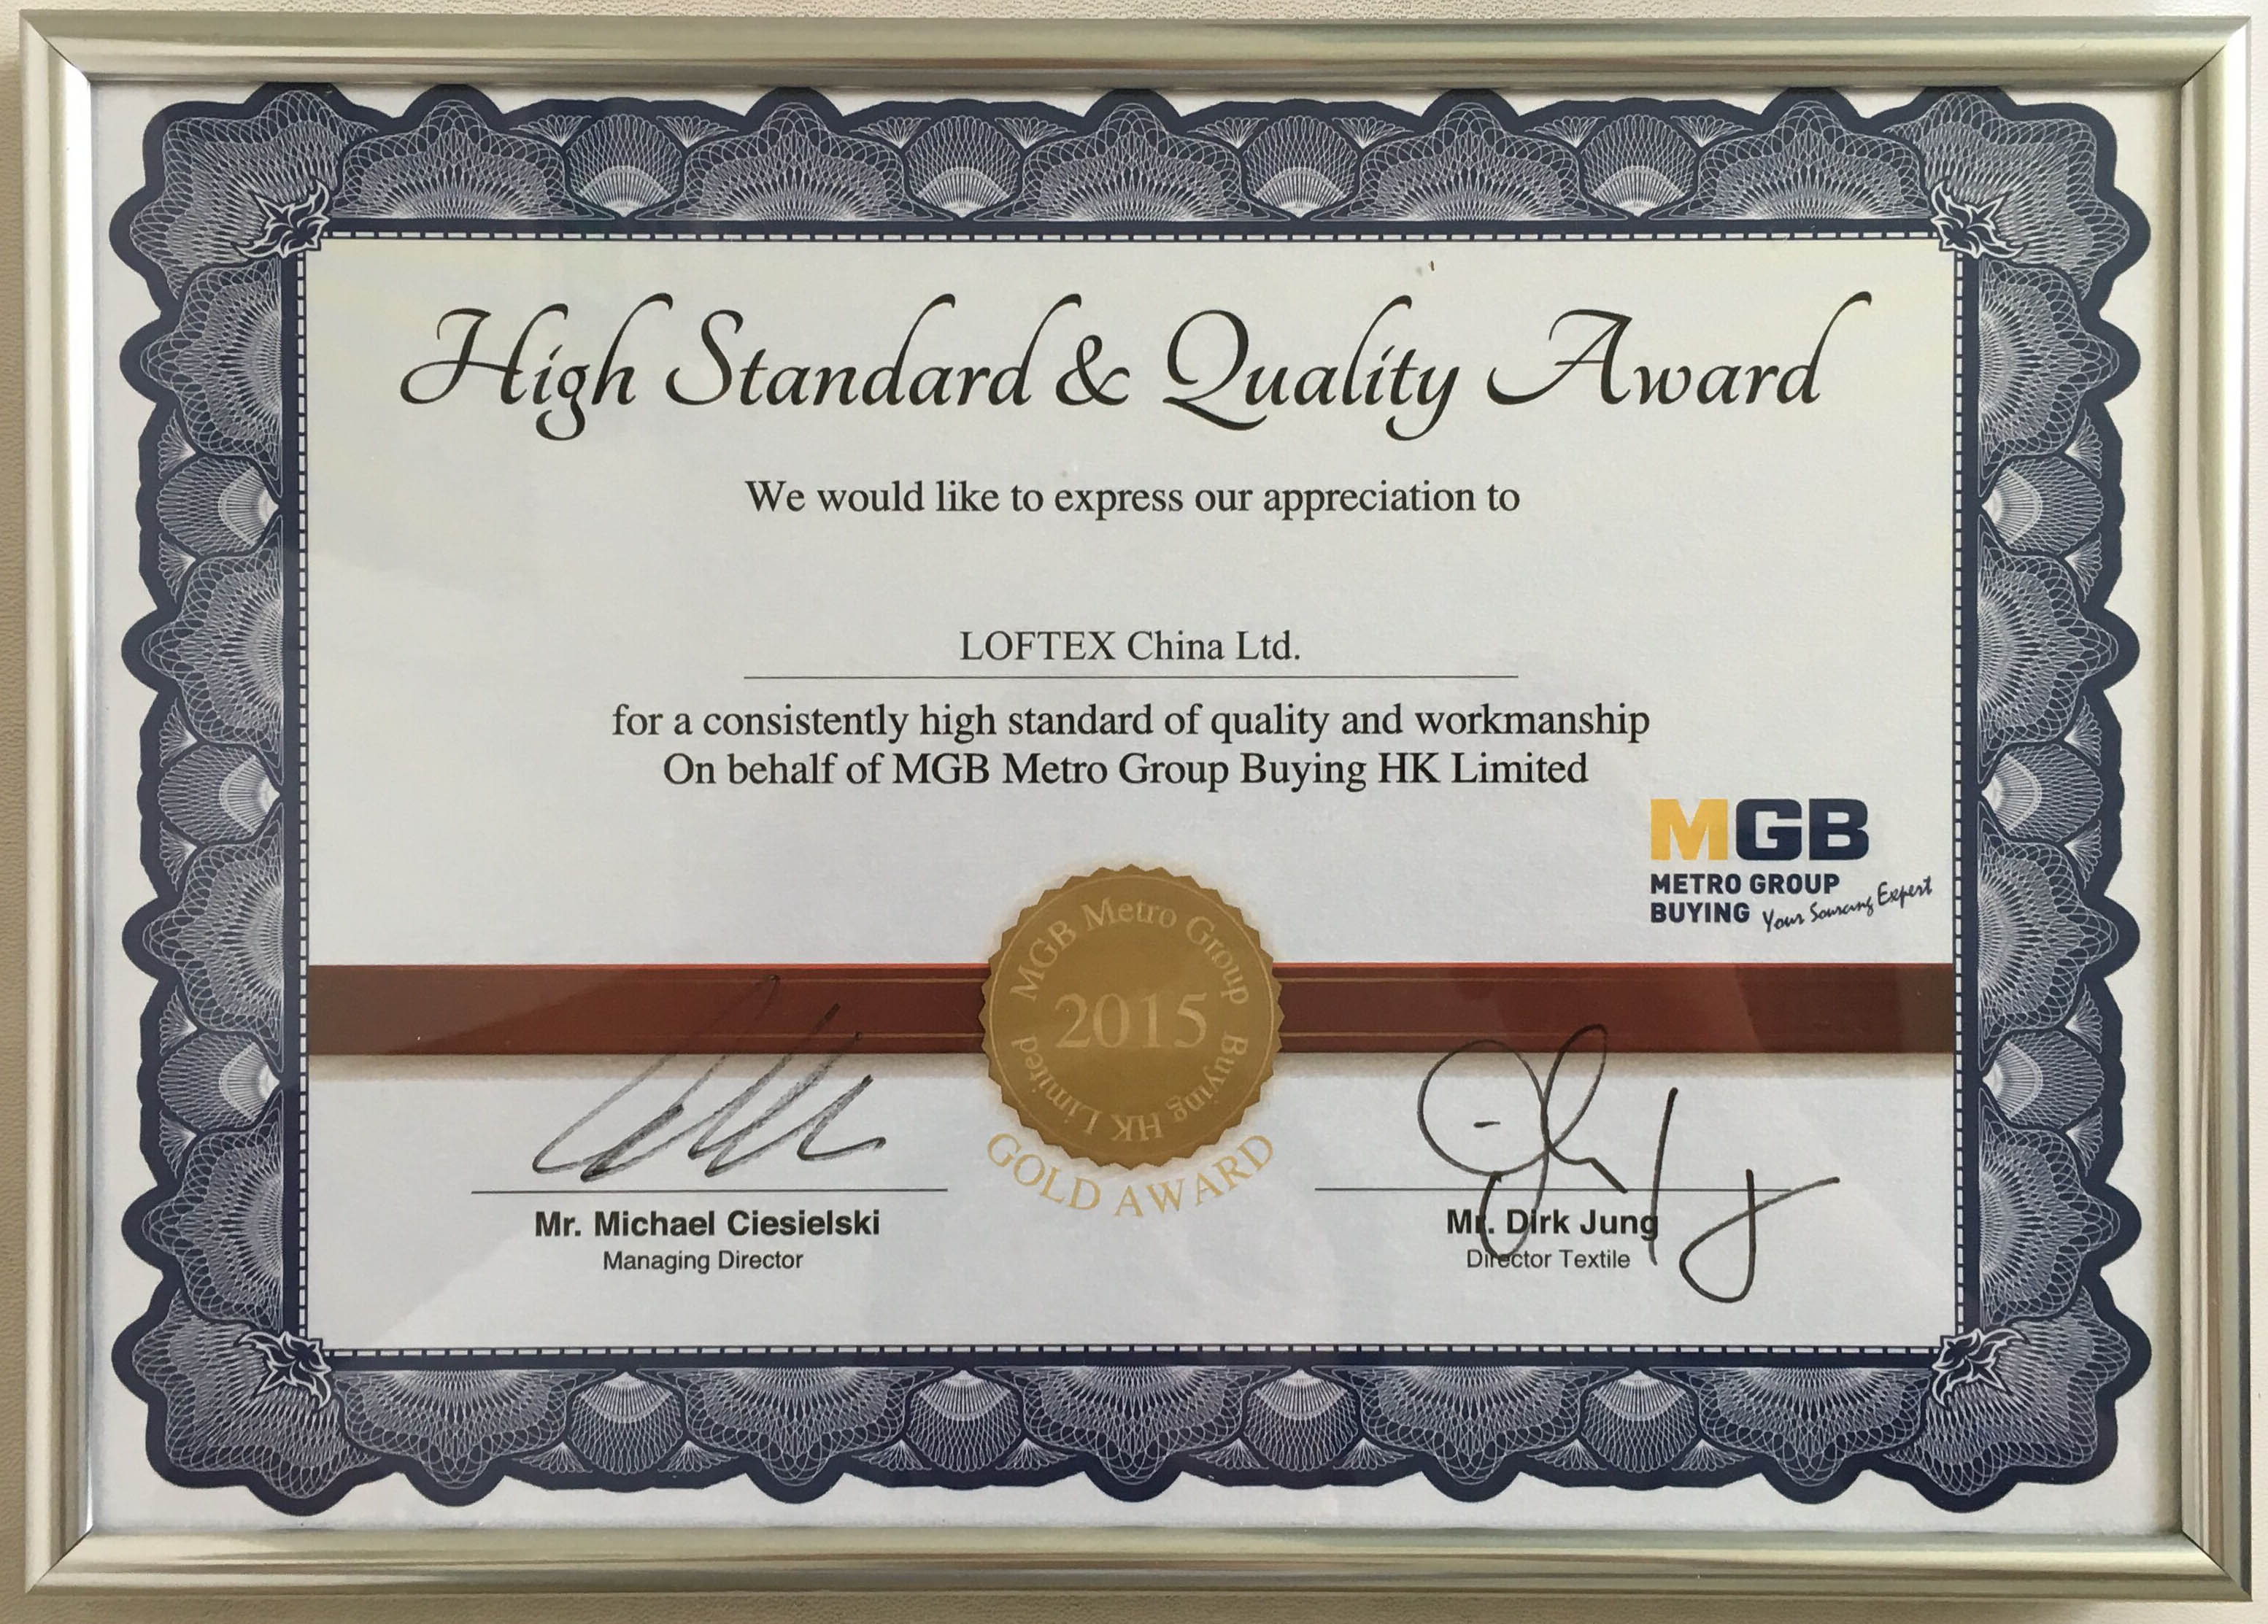 High Standard & Quality Award
We would like to express our appreciation to
LOFTEX China Ltd.
for a consistently high standard of quality and workmanship
On behalf of MGB Metro Group Buying HK Limited
MGB
METRO GROUP
BUYING Your Sourcing Expert
MGB Metro Group Buying HK Limited
2015
GOLD AWARD
Mr. Michael Ciesielski
Managing Director
Mr. Dirk Jung
Director Textile